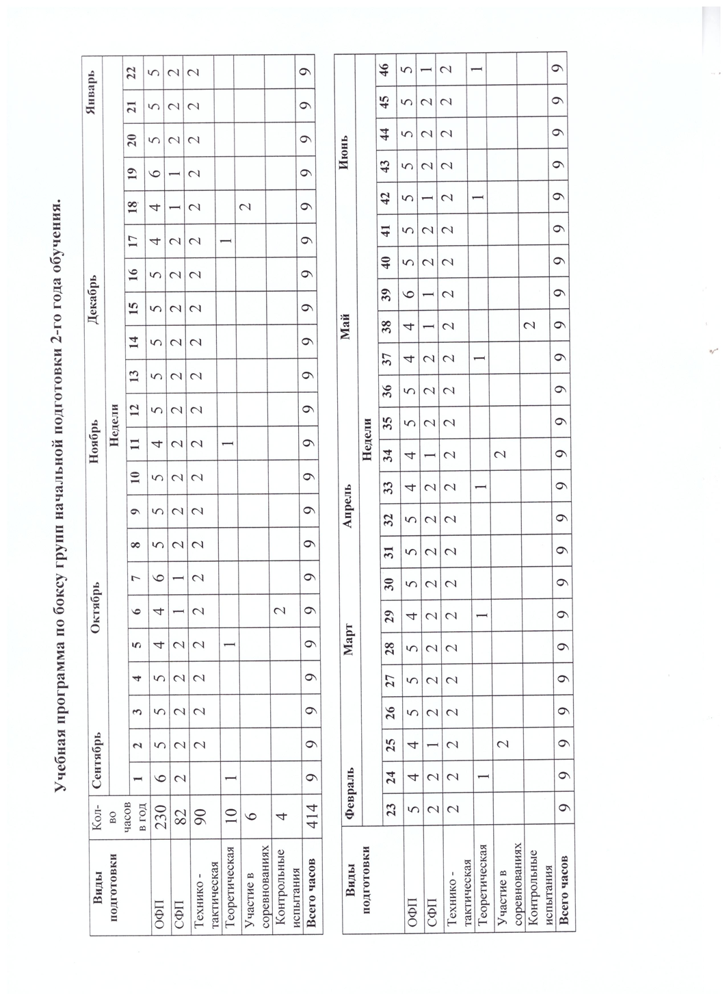 Учебная программа по боксу групп начальной подготовки 2-го года обучения.
Виды подготовки Кол-во часов в год Сентябрь Октябрь Ноябрь Декабрь Январь
Недели
1 2 3 4 5 6 7 8 9 10 11 12 13 14 15 16 17 18 19 20 21 22
ОФП 230 6 5 5 5 4 4 6 5 5 5 4 5 5 5 5 5 4 4 6 5 5 5
СФП 82 2 2 2 2 2 1 1 2 2 2 2 2 2 2 2 2 2 1 1 2 2 2
Технико - 90 2 2 2 2 2 2 2 2 2 2 2 2 2 2 2 2 2 2 2 2 2
тактическая
Теоретическая 10 1 1 1 1
Участие в 6 2
соревнованиях
Контрольные 4 2
испытания
Всего часов 414 9 9 9 9 9 9 9 9 9 9 9 9 9 9 9 9 9 9 9 9 9 9
Виды подготовки Февраль Март Апрель Май Июнь
Недели
23 24 25 26 27 28 29 30 31 32 33 34 35 36 37 38 39 40 41 42 43 44 45 46
ОФП 5 4 4 5 5 5 4 5 5 5 4 4 5 5 4 4 6 5 5 5 5 5 5 5
СФП 2 2 1 2 2 2 2 2 2 2 2 1 2 2 2 1 1 2 2 1 2 2 2 1
Технико - 2 2 2 2 2 2 2 2 2 2 2 2 2 2 2 2 2 2 2 2 2 2 2 2
тактическая
Теоретическая 1 1 1 1 1 1
Участие в 2 2
соревнованиях
Контрольные 2
испытания
Всего часов 9 9 9 9 9 9 9 9 9 9 9 9 9 9 9 9 9 9 9 9 9 9 9 9